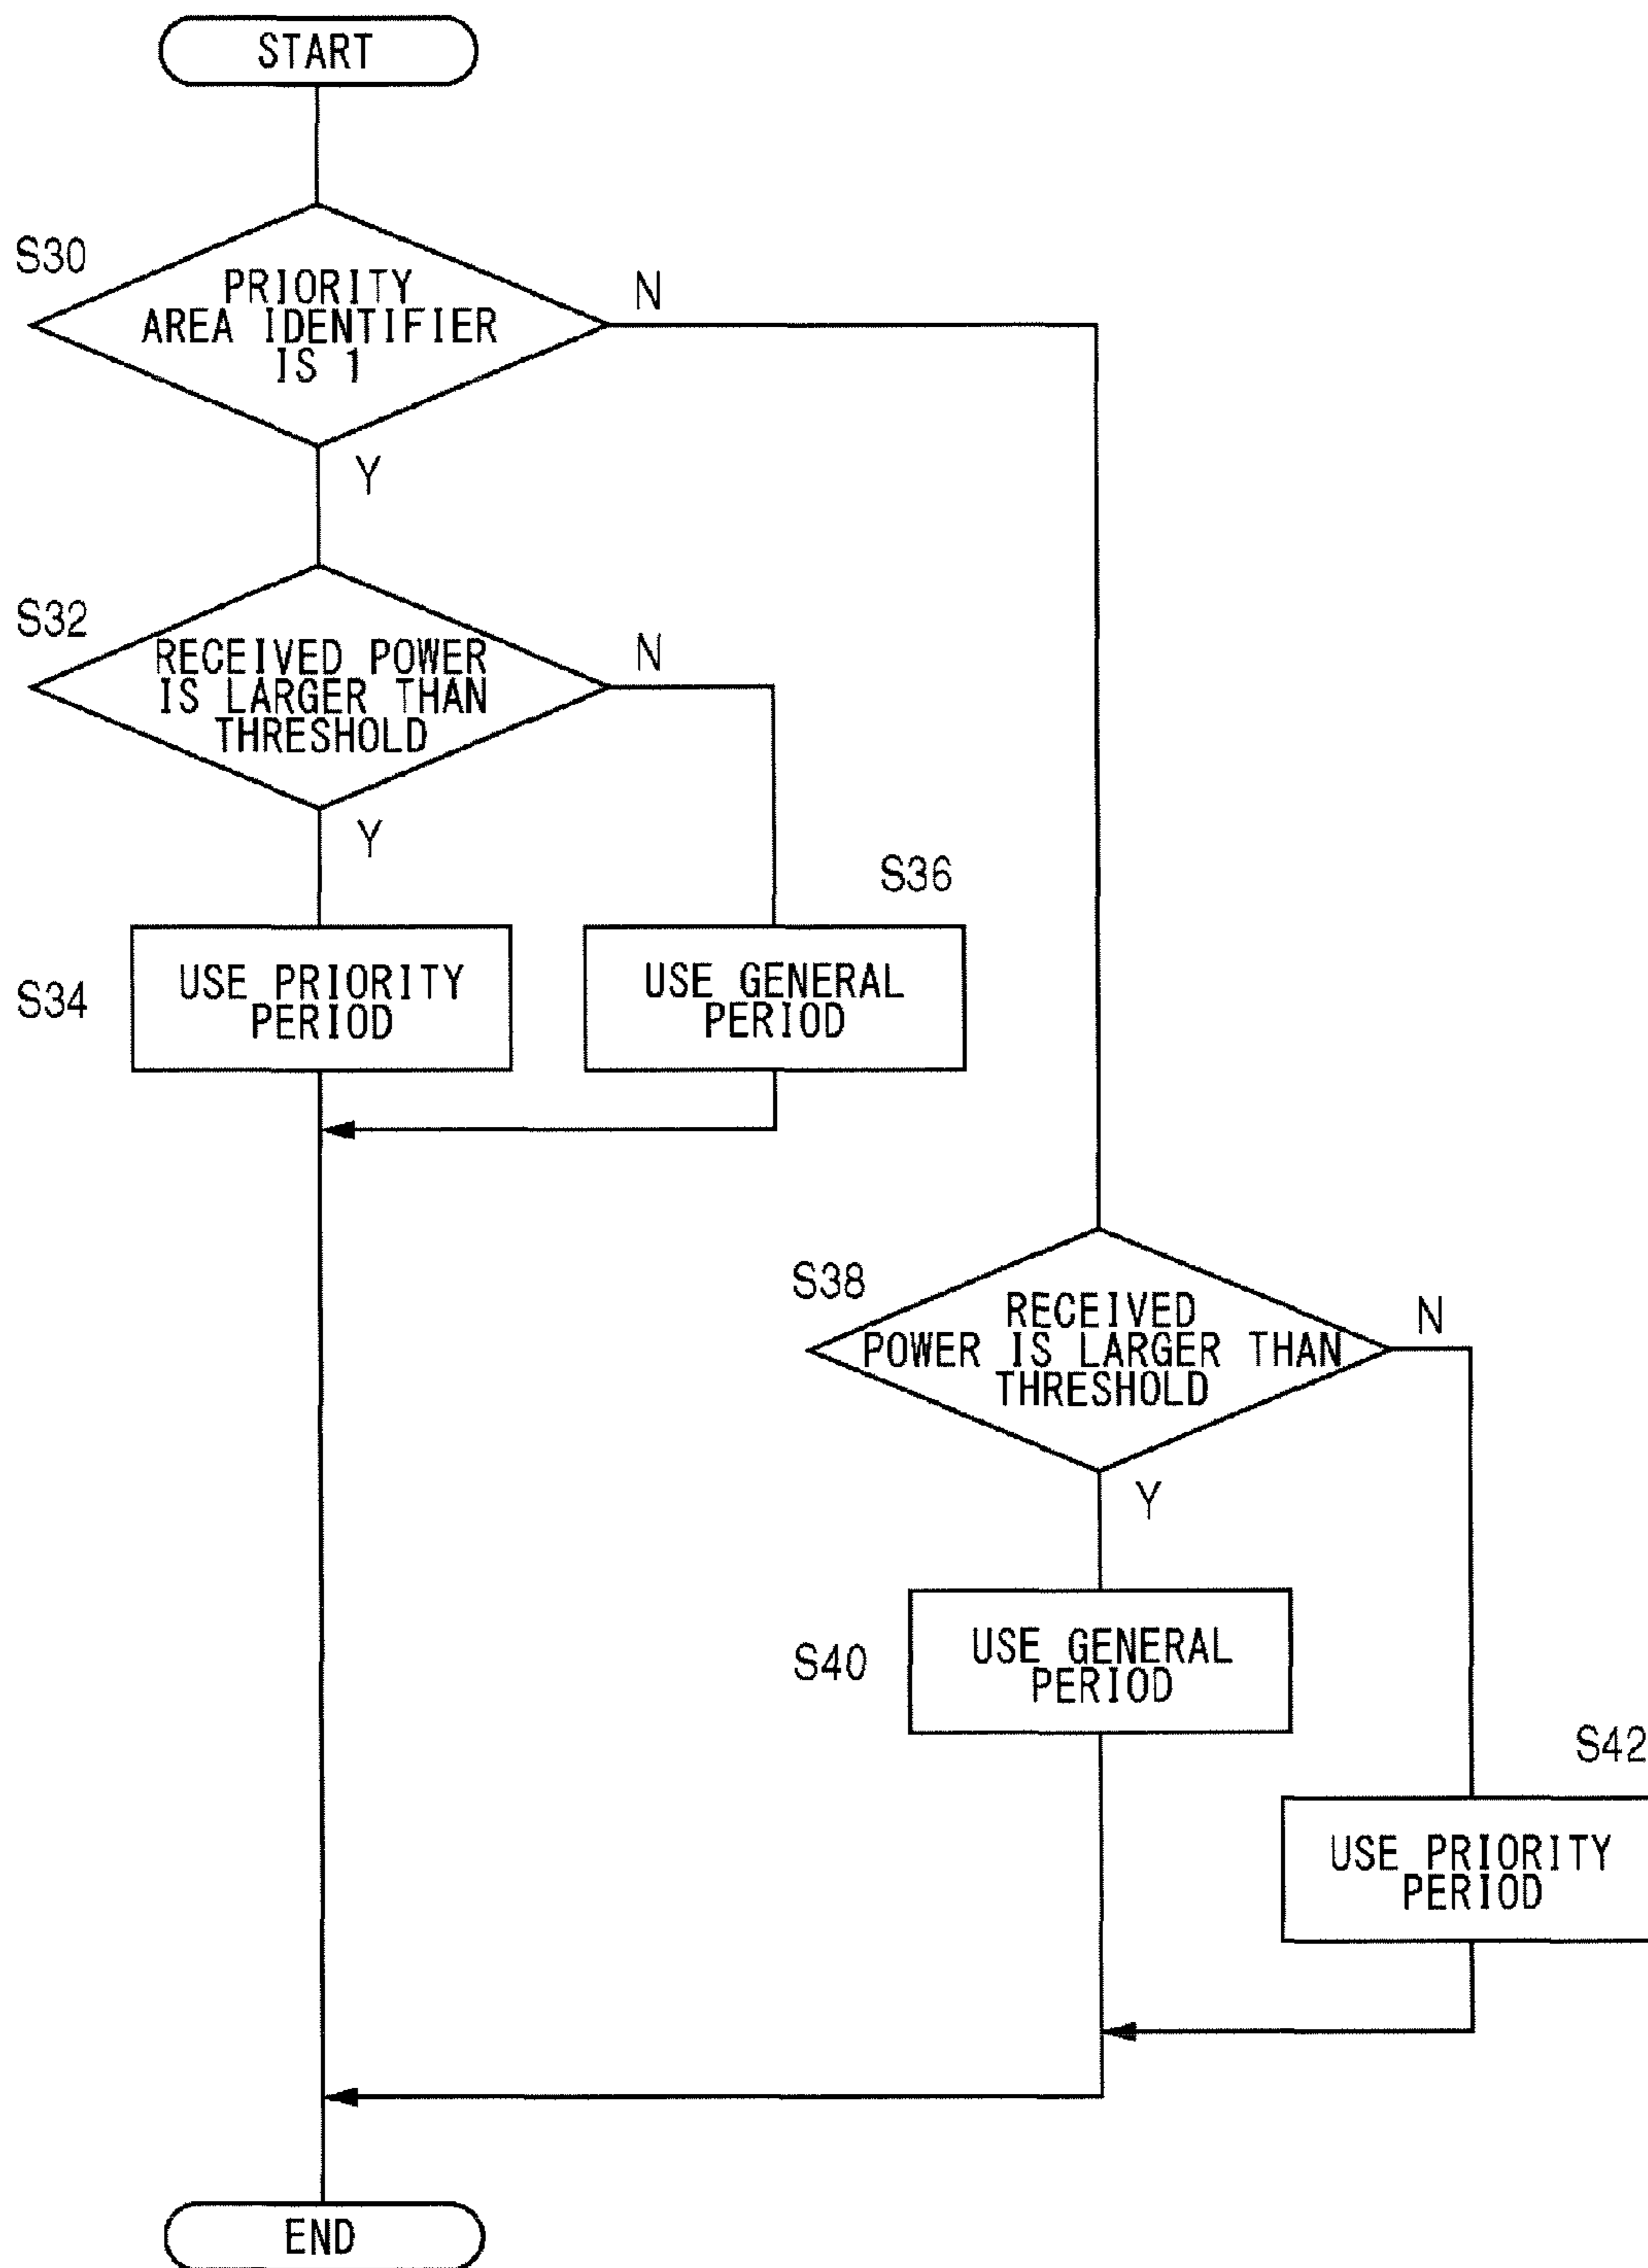 START
S30
PRIORITY
AREA IDENTIFIER
IS 1
N
Y
S32
RECEIVED POWER
IS LARGER THAN
THRESHOLD
N
Y
S36
S34
USE PRIORITY
PERIOD
USE GENERAL
PERIOD
S38
RECEIVED
POWER IS LARGER THAN
THRESHOLD
N
Y
S40
USE GENERAL
PERIOD
S42
USE PRIORITY
PERIOD
END